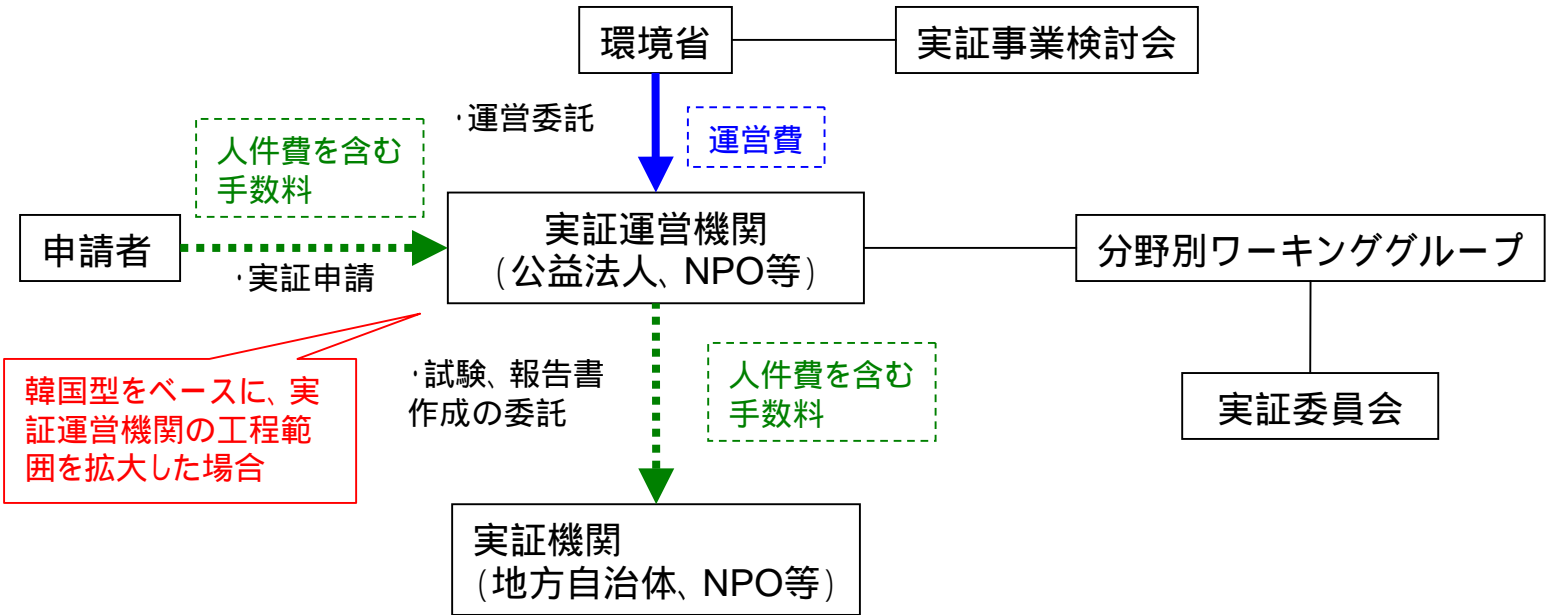 環境省
実証事業検討会
・運営委託
運営費
人件費を含む
手数料
申請者
・実証申請
実証運営機関
(公益法人、NPO等)
分野別ワーキンググループ
韓国型をベースに、実
証運営機関の工程範
囲を拡大した場合
・試験、報告書
作成の委託
人件費を含む
手数料
実証委員会
実証機関
(地方自治体、NPO等)